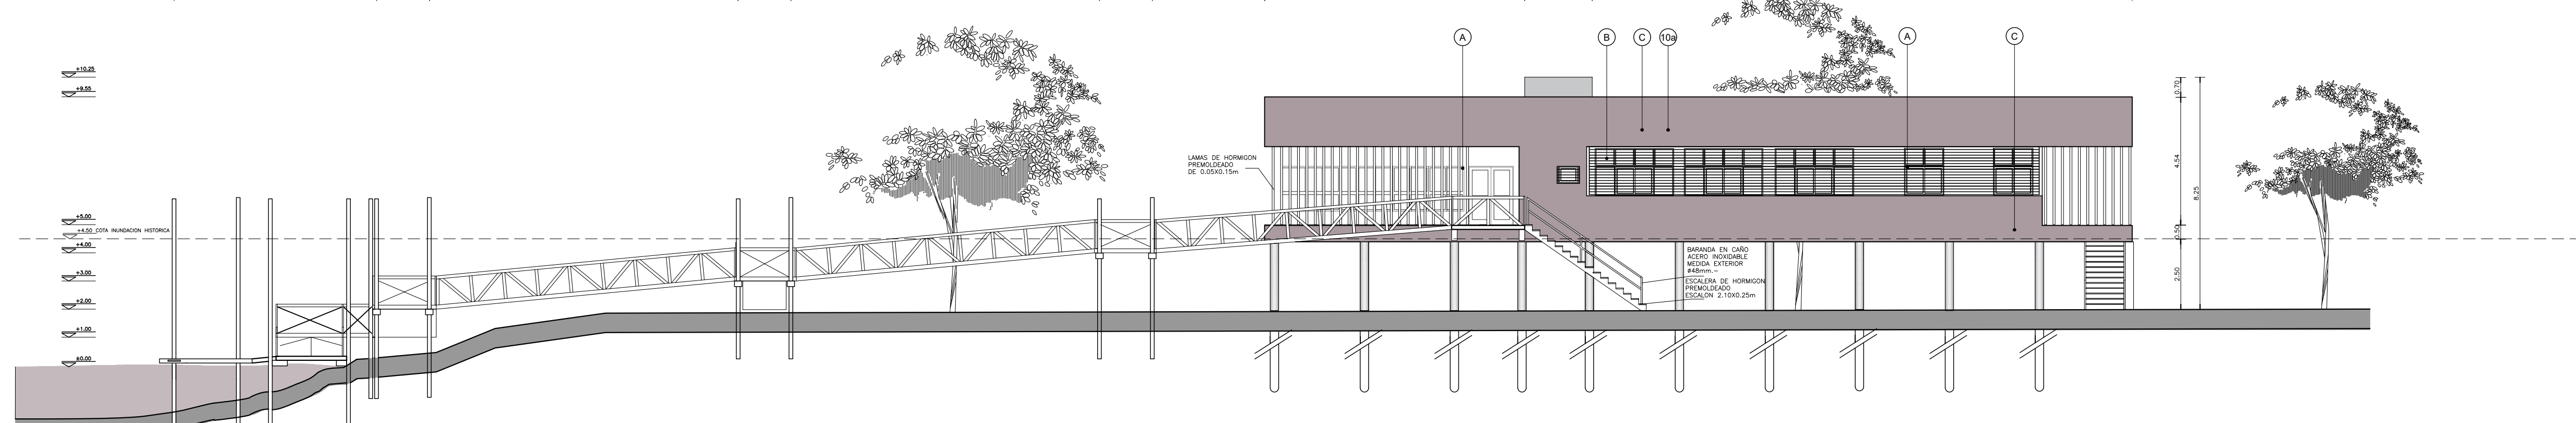 +10.25
+9.55
+5.00
+4.50 COTA INUNDACION HISTORICA
+4.00
+3.00
+2.00
+1.00
±0.00
LAMAS DE HORMIGON
PREMOLDEADO
DE 0.05X0.15m
A
B
C
10a
A
C
BARANDA EN CAÑO
ACERO INOXIDABLE
MEDIDA EXTERIOR
ø48mm.-
ESCALERA DE HORMIGON
PREMOLDEADO
ESCALON 2.10X0.25m
0.70
4.54
0.50
2.50
8.25